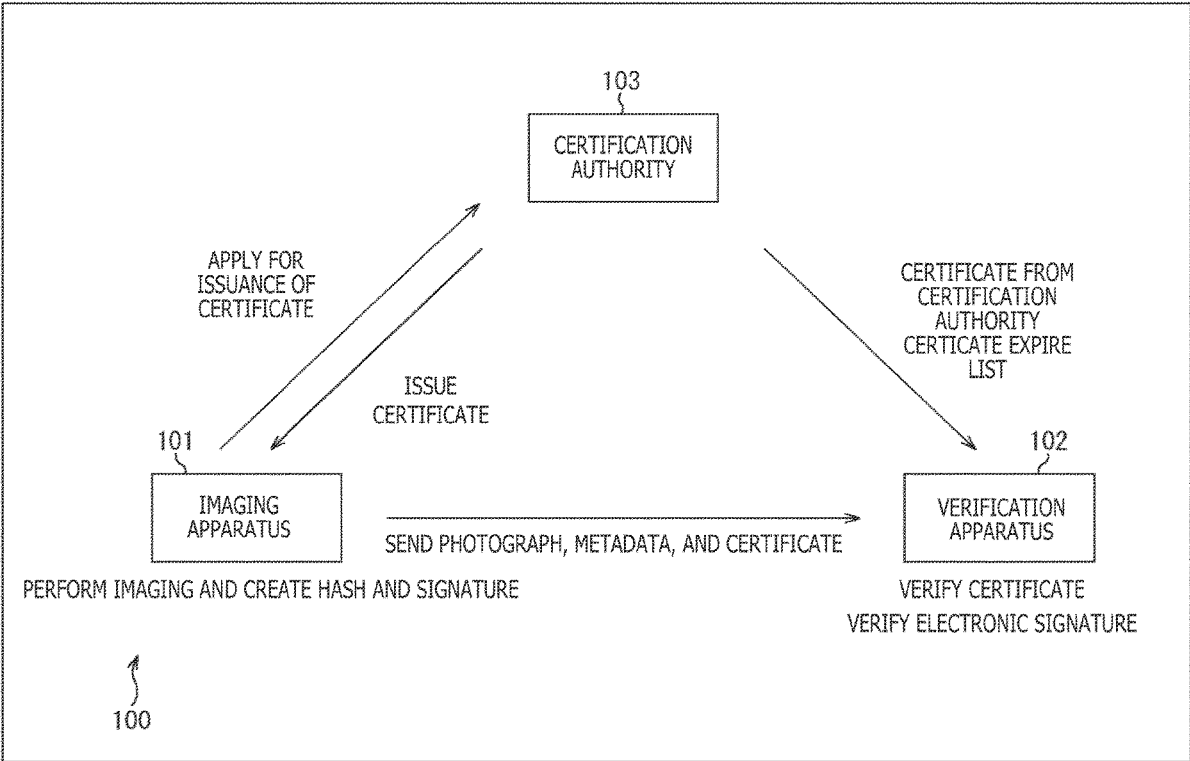 103
CERTIFICATION
AUTHORITY
APPLY FOR
ISSUANCE OF
CERTIFICATE
CERTIFICATE FROM
CERTIFICATION
AUTHORITY
CERTICATE EXPIRE
LIST
ISSUE
CERTIFICATE
101
IMAGING
APPARATUS
102
VERIFICATION
APPARATUS
SEND PHOTOGRAPH, METADATA, AND CERTIFICATE
PERFORM IMAGING AND CREATE HASH AND SIGNATURE
VERIFY CERTIFICATE
VERIFY ELECTRONIC SIGNATURE
100